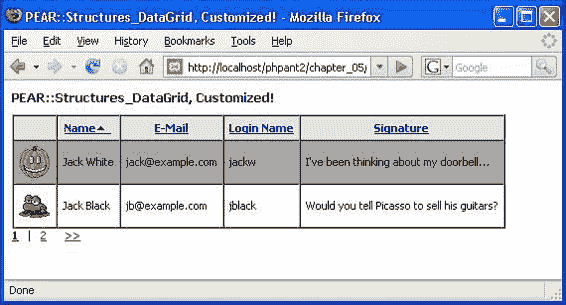 PEAR::Structures_DataGrid, Customized! - Mozilla Firefox
File Edit View History Bookmarks Tools Help
http://localhost/phpant2/chapter_05/ G Google
PEAR::Structures_DataGrid, Customized!
Name E-Mail Login Name Signature
Jack White jack@example.com jackw I've been thinking about my doorbell...
Jack Black jb@example.com jblack Would you tell Picasso to sell his guitars?
1 | 2 >>
Done